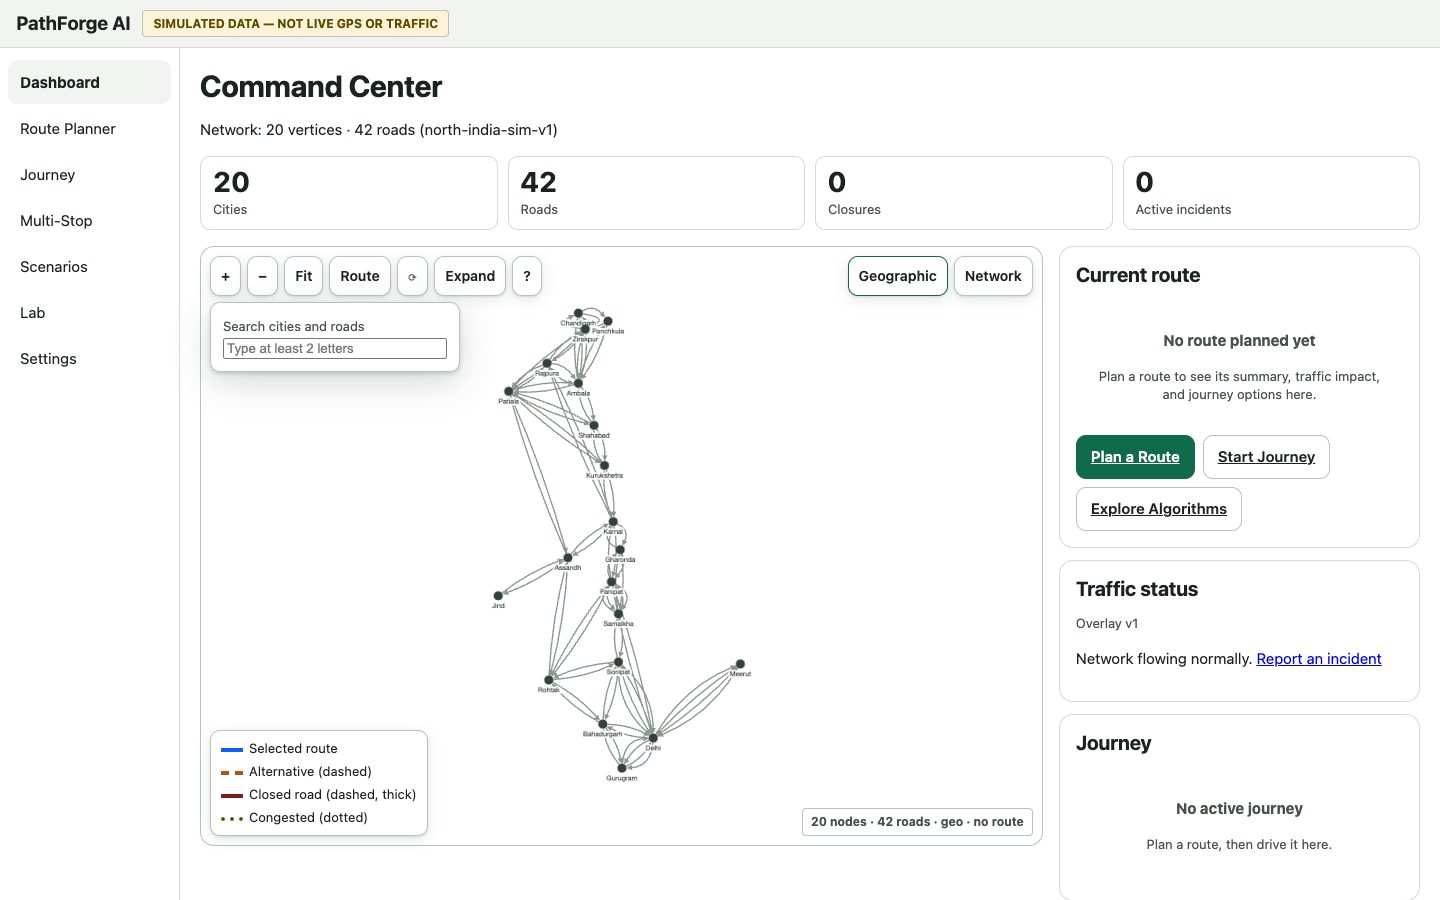 PathForge AI
SIMULATED DATA — NOT LIVE GPS OR TRAFFIC
Dashboard
Route Planner
Journey
Multi-Stop
Scenarios
Lab
Settings
Command Center
Network: 20 vertices · 42 roads (north-india-sim-v1)
20
Cities
42
Roads
0
Closures
0
Active incidents
+
−
Fit
Route
⟳
Expand
?
Geographic
Network
Search cities and roads
Type at least 2 letters
Chandigarh
Panchkula
Zirakpur
Rajpura
Ambala
Patiala
Shahabad
Kurukshetra
Karnal
Gharonda
Assandh
Panipat
Jind
Samalkha
Sonipat
Meerut
Rohtak
Bahadurgarh
Delhi
Gurugram
Selected route
Alternative (dashed)
Closed road (dashed, thick)
Congested (dotted)
20 nodes · 42 roads · geo · no route
Current route
No route planned yet
Plan a route to see its summary, traffic impact,
and journey options here.
Plan a Route
Start Journey
Explore Algorithms
Traffic status
Overlay v1
Network flowing normally. Report an incident
Journey
No active journey
Plan a route, then drive it here.